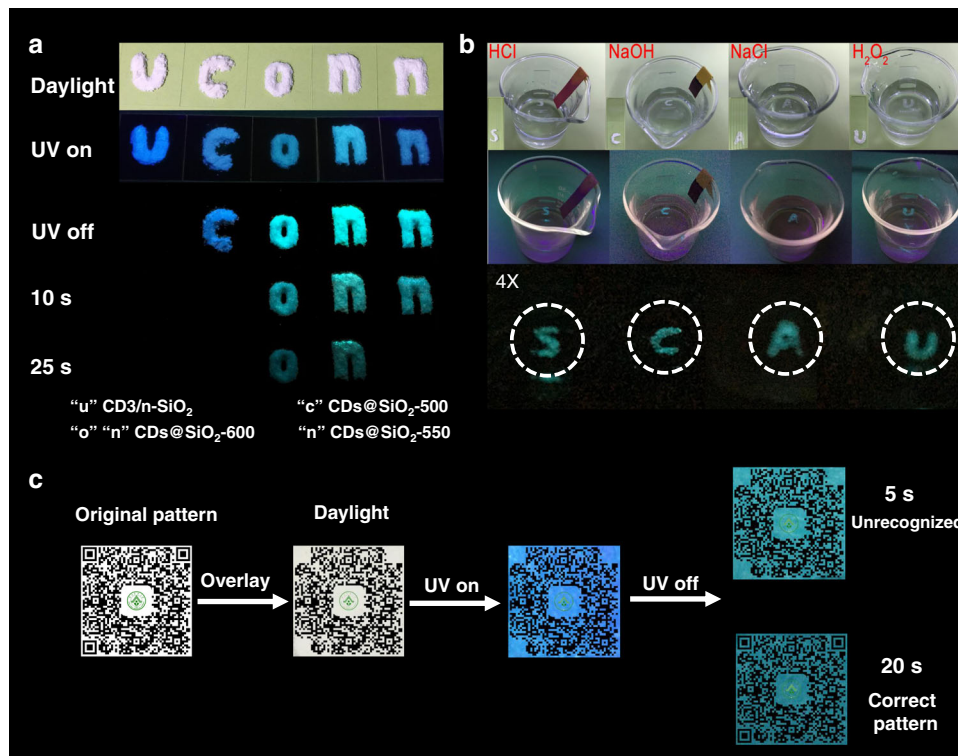 a
Daylight
U C O n n
UV on
U C O n n
UV off
C O n n
10 s
O n n
25 s
O n
“u” CD3/n-SiO₂
“c” CDs@SiO₂-500
“o” “n” CDs@SiO₂-600
“n” CDs@SiO₂-550
b
HCl
NaOH
NaCl
H₂O₂
S C A U
S C A U
4X
S C A U
c
Original pattern
Overlay
Daylight
UV on
UV off
5 s
Unrecognized
20 s
Correct
pattern